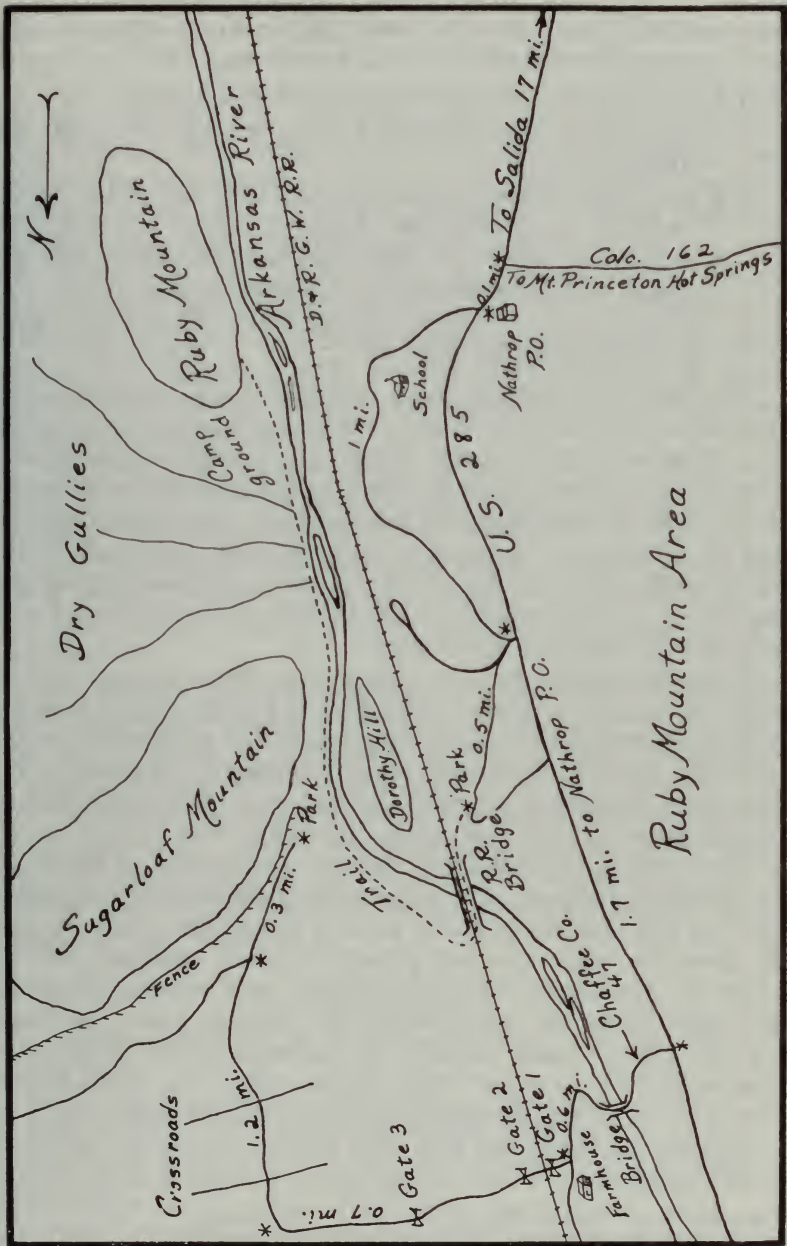 N
Arkansas River
Ruby Mountain
D. & R. G. W. R.R.
To Salida 17 mi.
Colo. 162
To Mt. Princeton Hot Springs
0.1 mi
Nathrop
P.O.
School
1 mi.
U. S. 285
Camp
ground
Dry Gullies
Sugarloaf Mountain
Dorothy Hill
Park
0.3 mi.
Fence
Trail
0.5 mi.
Park
R.R.
Bridge
1.7 mi. to Nathrop P.O.
Ruby Mountain Area
Chaffee Co.
47
Crossroads
1.2 mi.
0.7 mi.
Gate 3
Gate 2
Gate 1
0.6 m.
Farmhouse
Bridge